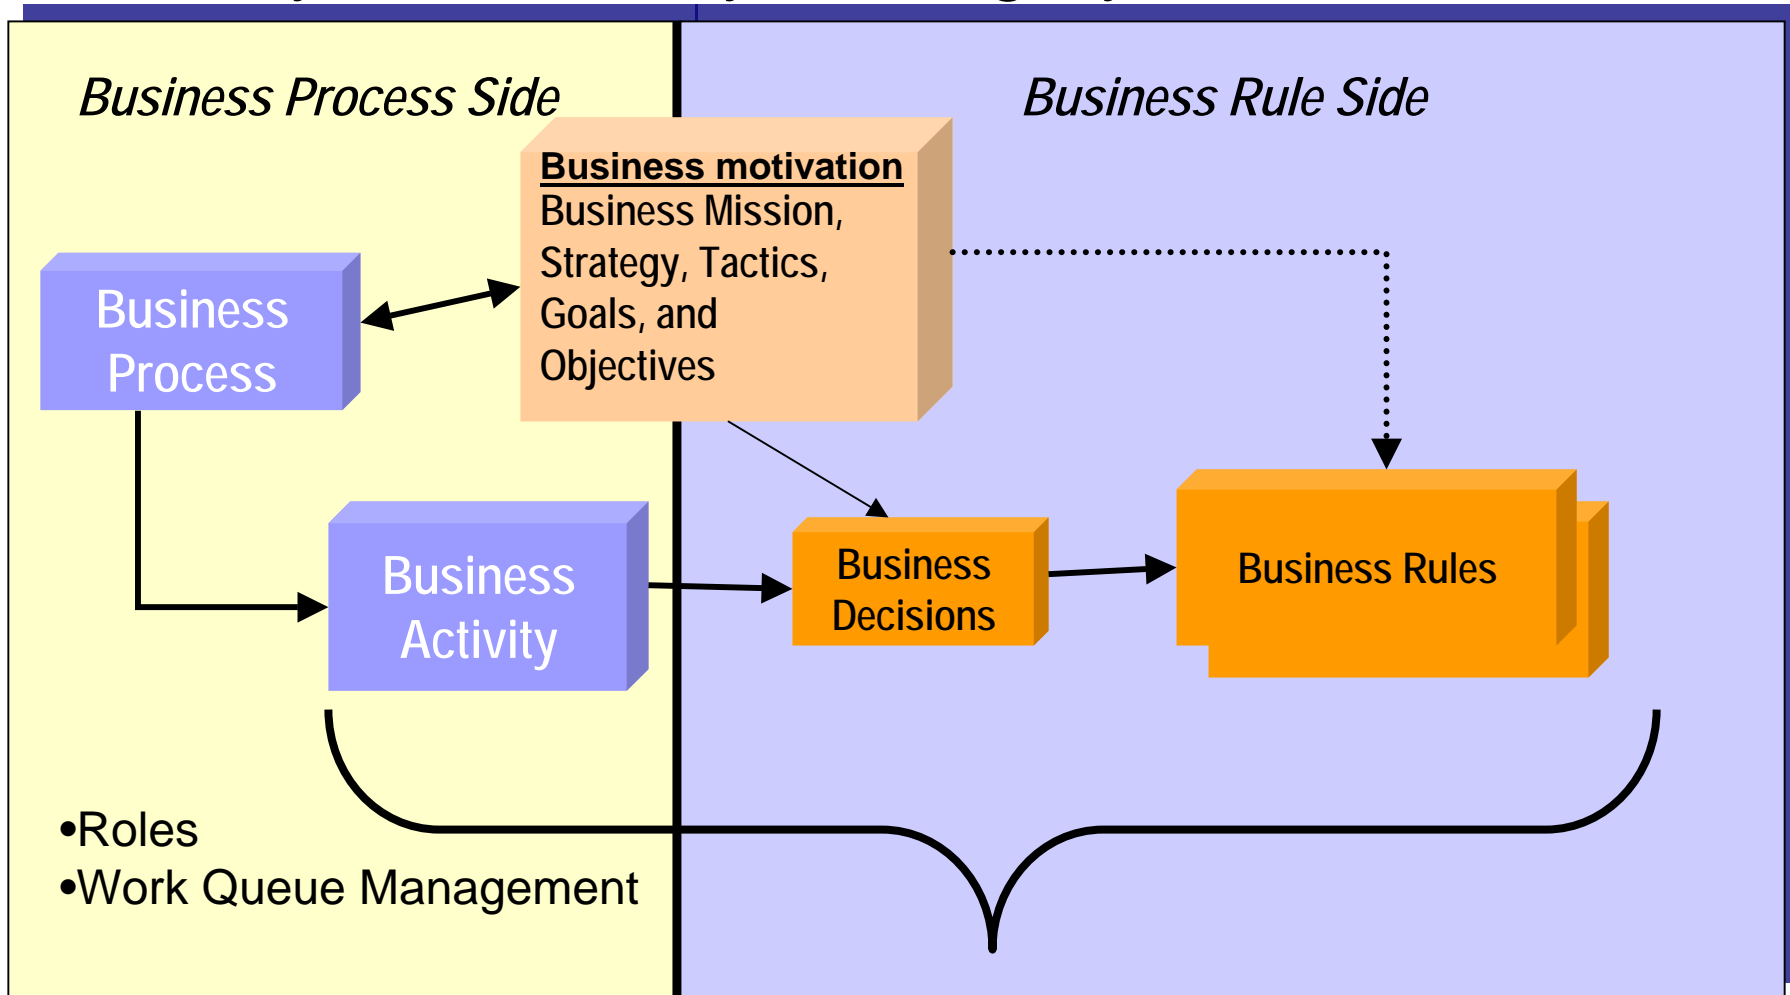 Business Process Side
Business Rule Side
Business motivation
Business Mission,
Strategy, Tactics,
Goals, and
Objectives
Business
Process
Business
Activity
Business
Decisions
Business Rules
•Roles
•Work Queue Management